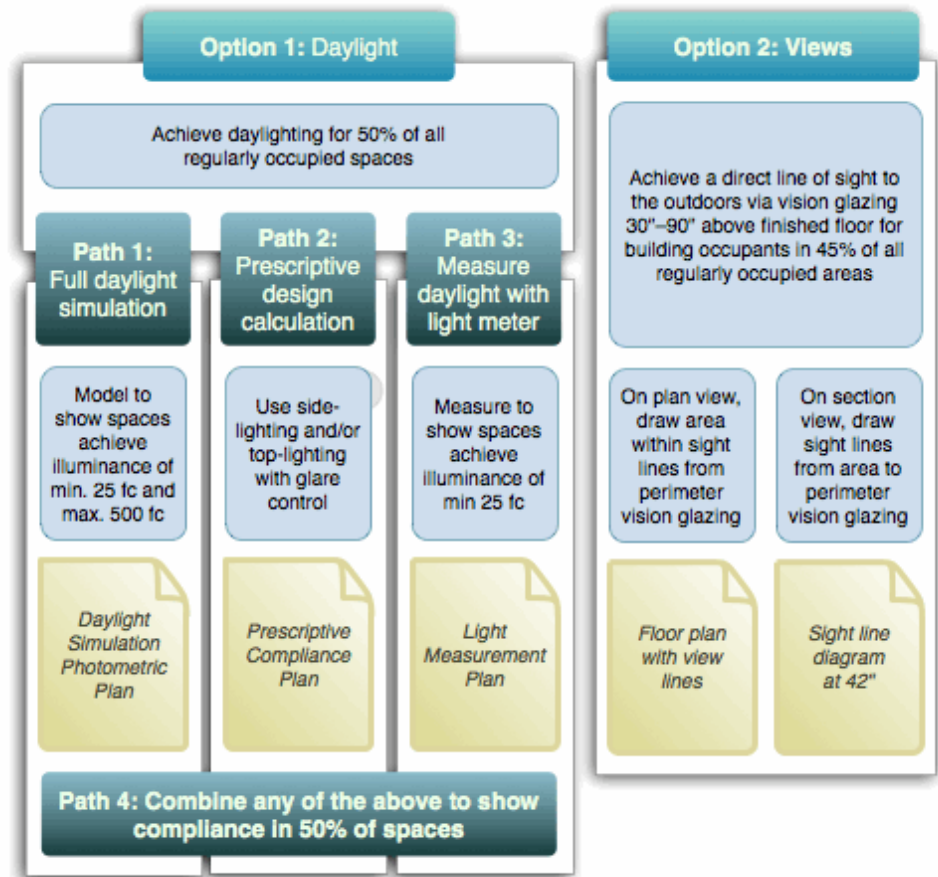 Option 1: Daylight
Achieve daylighting for 50% of all
regularly occupied spaces
Path 1:
Full daylight
simulation
Path 2:
Prescriptive
design
calculation
Path 3:
Measure
daylight with
light meter
Model to
show spaces
achieve
illuminance of
min. 25 fc and
max. 500 fc
Use side-
lighting and/or
top-lighting
with glare
control
Measure to
show spaces
achieve
illuminance of
min 25 fc
Daylight
Simulation
Photometric
Plan
Prescriptive
Compliance
Plan
Light
Measurement
Plan
Path 4: Combine any of the above to show
compliance in 50% of spaces
Option 2: Views
Achieve a direct line of sight to
the outdoors via vision glazing
30"–90" above finished floor for
building occupants in 45% of all
regularly occupied areas
On plan view,
draw area
within sight
lines from
perimeter
vision glazing
On section
view, draw
sight lines
from area to
perimeter
vision glazing
Floor plan
with view
lines
Sight line
diagram
at 42"